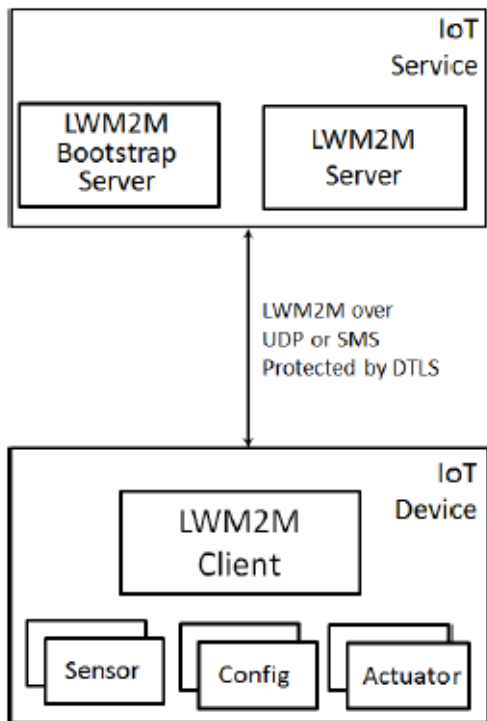 IoT
Service
LWM2M
Bootstrap
Server
LWM2M
Server
LWM2M over
UDP or SMS
Protected by DTLS
IoT
Device
LWM2M
Client
Sensor
Config
Actuator